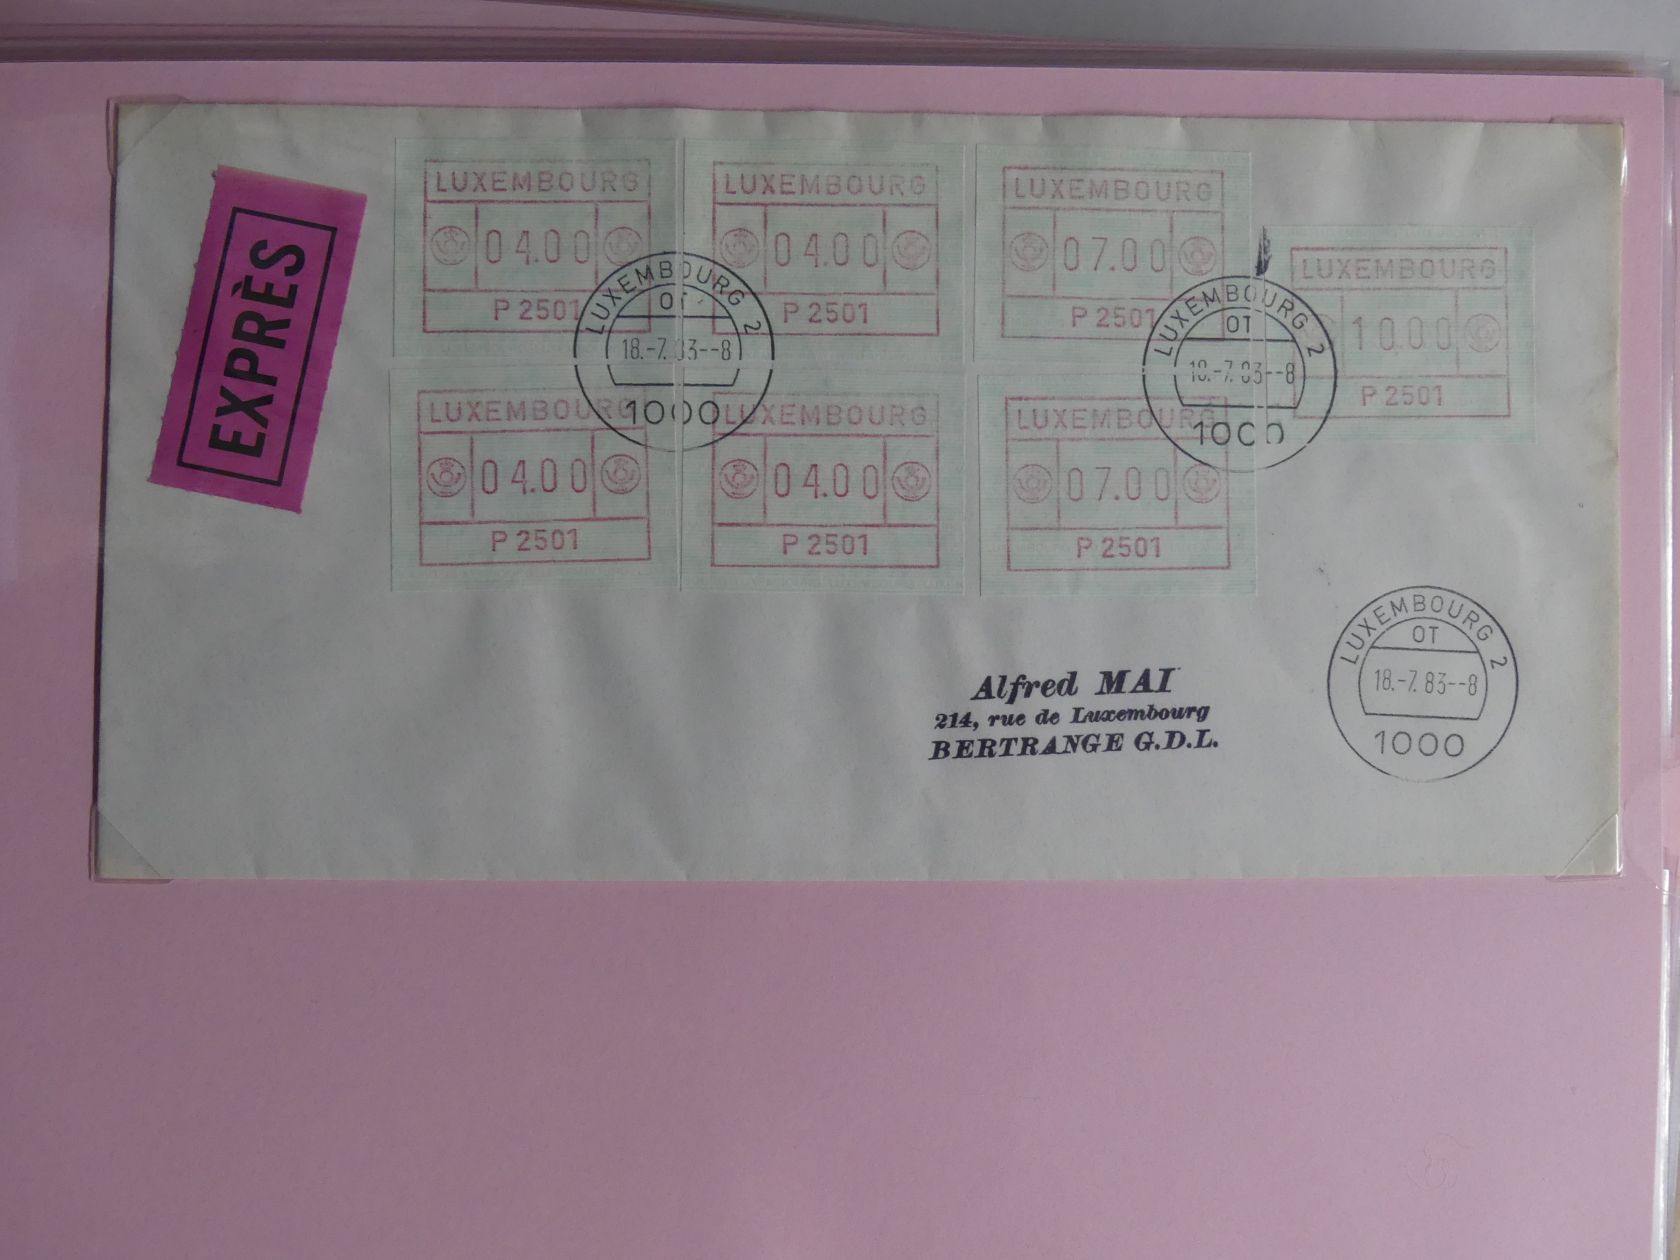 EXPRÈS
LUXEMBOURG
04.00
P 2501
LUXEMBOURG
04.00
P 2501
LUXEMBOURG
07.00
P 2501
LUXEMBOURG
10.00
P 2501
LUXEMBOURG
04.00
P 2501
LUXEMBOURG
04.00
P 2501
LUXEMBOURG
07.00
P 2501
LUXEMBOURG 2
OT
18.-7.83--8
1000
LUXEMBOURG 2
OT
18.-7.83--8
1000
Alfred MAI
214, rue de Luxembourg
BERTRANGE G.D.L.
LUXEMBOURG 2
OT
18.-7.83--8
1000